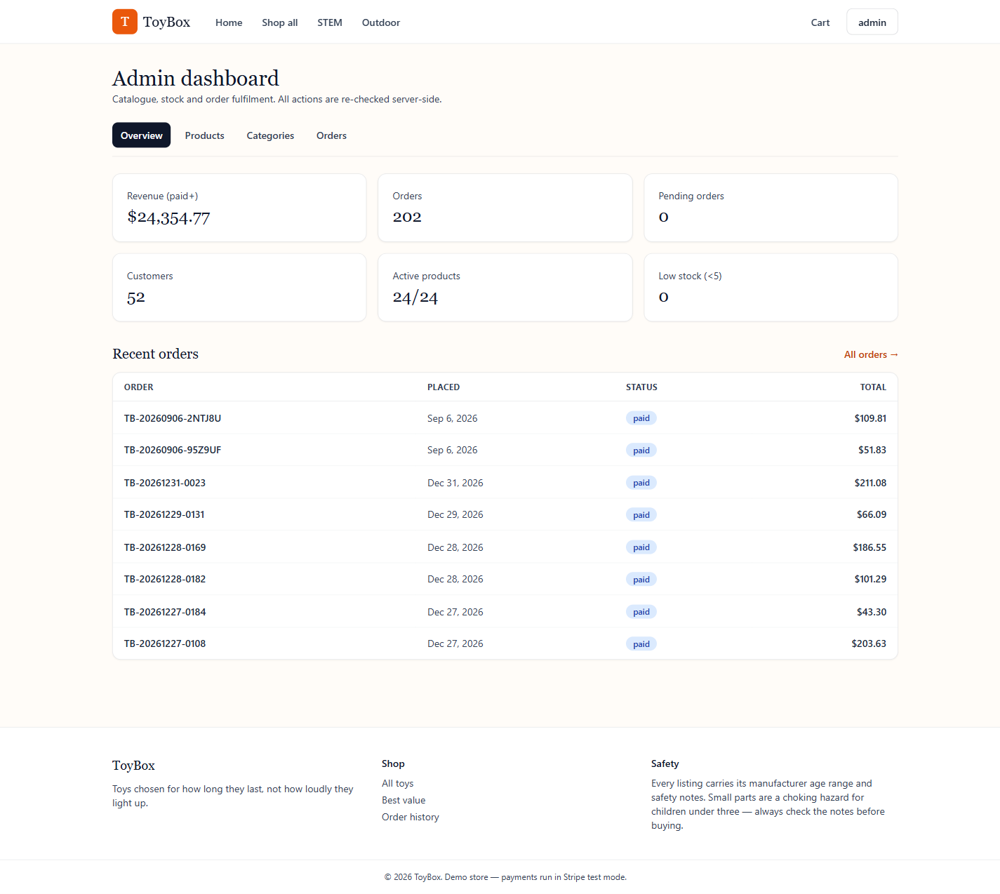 T ToyBox Home Shop all STEM Outdoor Cart admin
Admin dashboard
Catalogue, stock and order fulfilment. All actions are re-checked server-side.
Overview Products Categories Orders
Revenue (paid+) Orders Pending orders
$24,354.77 202 0
Customers Active products Low stock (<5)
52 24/24 0
Recent orders All orders →
ORDER PLACED STATUS TOTAL
TB-20260906-2NTJ8U Sep 6, 2026 paid $109.81
TB-20260906-95Z9UF Sep 6, 2026 paid $51.83
TB-20261231-0023 Dec 31, 2026 paid $211.08
TB-20261229-0131 Dec 29, 2026 paid $66.09
TB-20261228-0169 Dec 28, 2026 paid $186.55
TB-20261228-0182 Dec 28, 2026 paid $101.29
TB-20261227-0184 Dec 27, 2026 paid $43.30
TB-20261227-0108 Dec 27, 2026 paid $203.63
ToyBox
Toys chosen for how long they last, not how loudly they
light up.
Shop
All toys
Best value
Order history
Safety
Every listing carries its manufacturer age range and
safety notes. Small parts are a choking hazard for
children under three — always check the notes before
buying.
© 2026 ToyBox. Demo store — payments run in Stripe test mode.